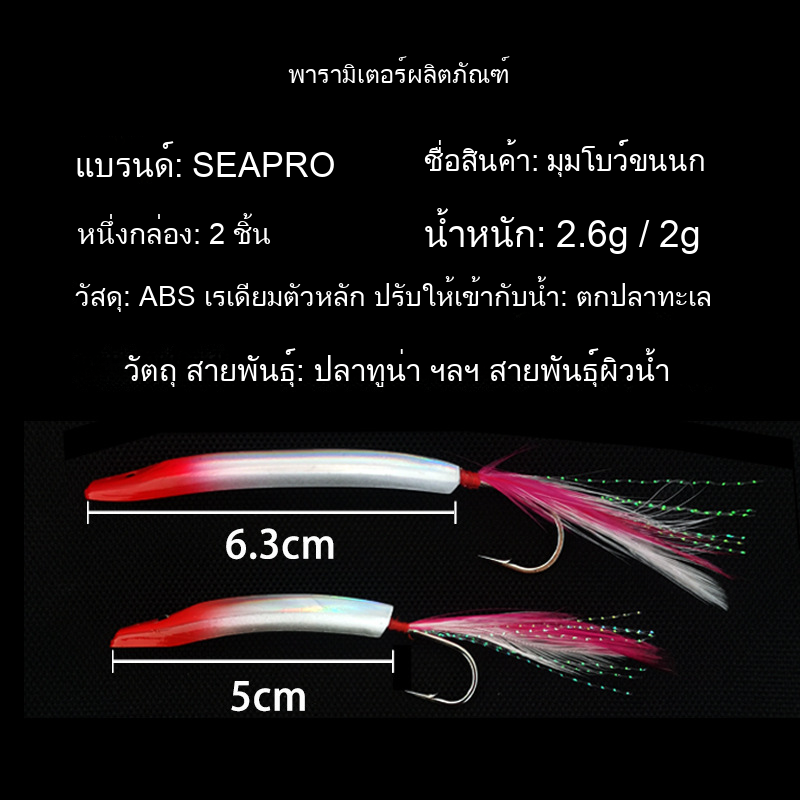 พารามิเตอร์ผลิตภัณฑ์
แบรนด์: SEAPRO
ชื่อสินค้า: มุมโบว์ขนนก
หนึ่งกล่อง: 2 ชิ้น
น้ำหนัก: 2.6g / 2g
วัสดุ: ABS เรเดียมตัวหลัก ปรับให้เข้ากับน้ำ: ตกปลาทะเล
วัตถุ สายพันธุ์: ปลาทูน่า ฯลฯ สายพันธุ์ผิวน้ำ
6.3cm
5cm